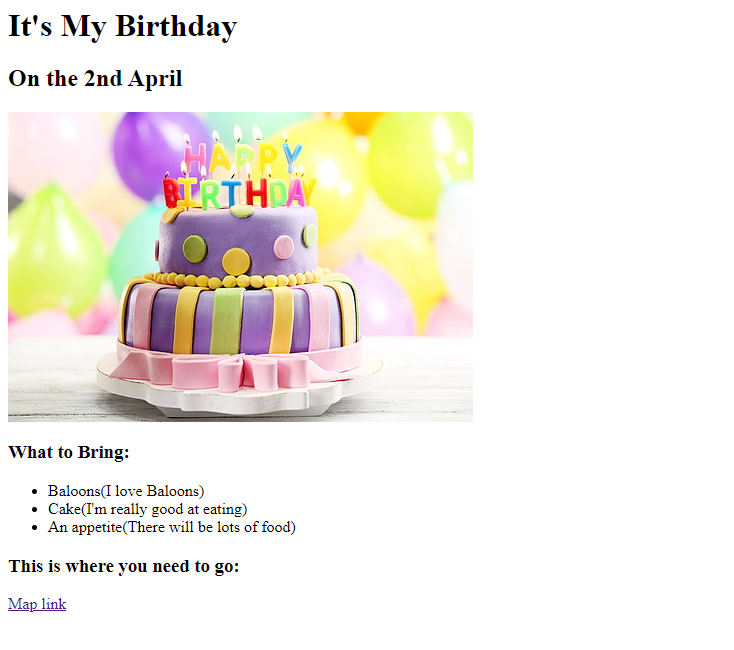 It's My Birthday
On the 2nd April
HAPPY
BIRTHDAY
What to Bring:
Baloons(I love Baloons)
Cake(I'm really good at eating)
An appetite(There will be lots of food)
This is where you need to go:
Map link